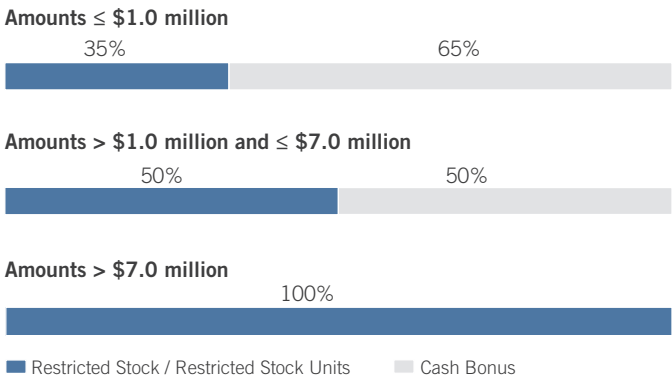 Amounts ≤ $1.0 million
35% 65%
Amounts > $1.0 million and ≤ $7.0 million
50% 50%
Amounts > $7.0 million
100%
Restricted Stock / Restricted Stock Units Cash Bonus